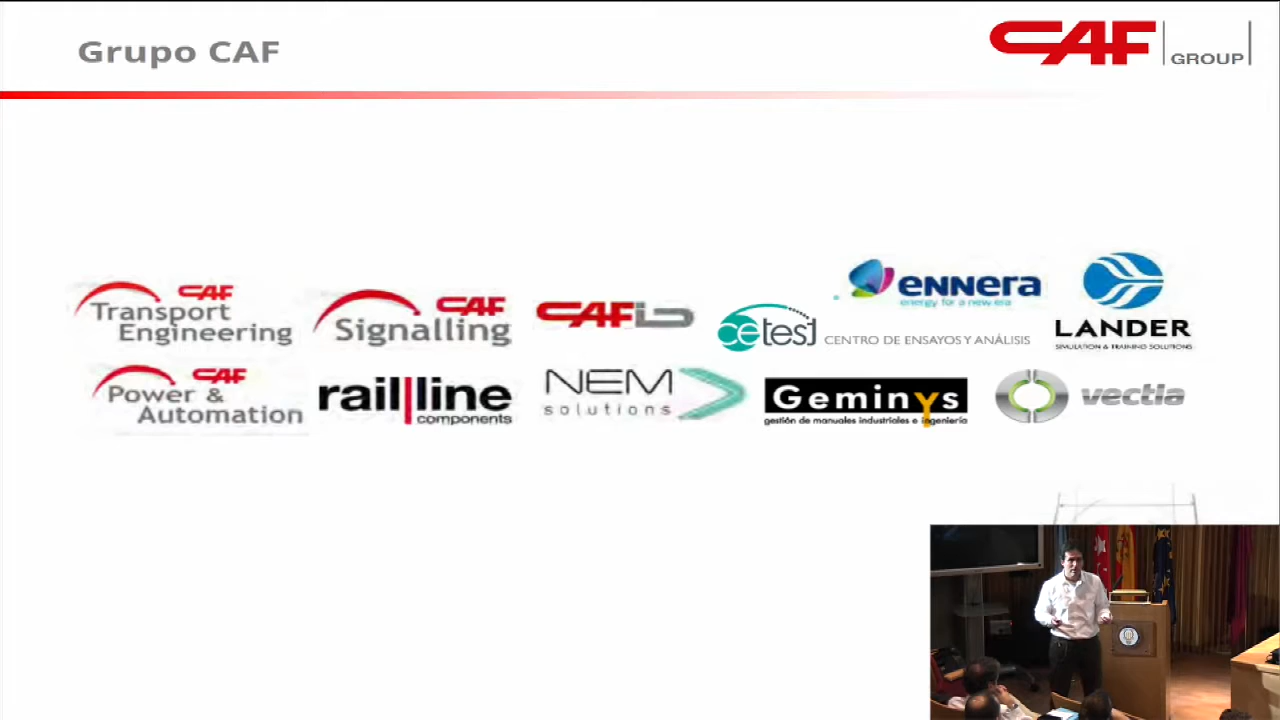 Grupo CAF
CAF GROUP
CAF
Transport
Engineering
CAF
Signalling
CAF
cetest CENTRO DE ENSAYOS Y ANÁLISIS
ennera
energy for a new era
LANDER
SIMULATION & TRAINING SOLUTIONS
CAF
Power &
Automation
rail line
components
NEM
solutions
Geminys
gestión de manuales industriales e ingeniería
vectia